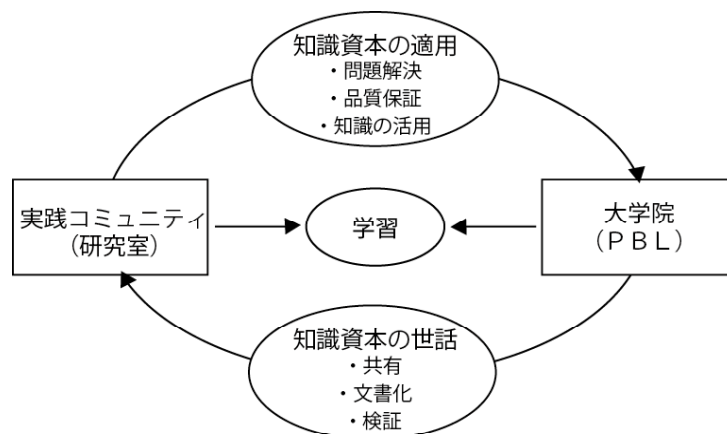 知識資本の適用
・問題解決
・品質保証
・知識の活用
実践コミュニティ
（研究室）
学習
大学院
（ＰＢＬ）
知識資本の世話
・共有
・文書化
・検証